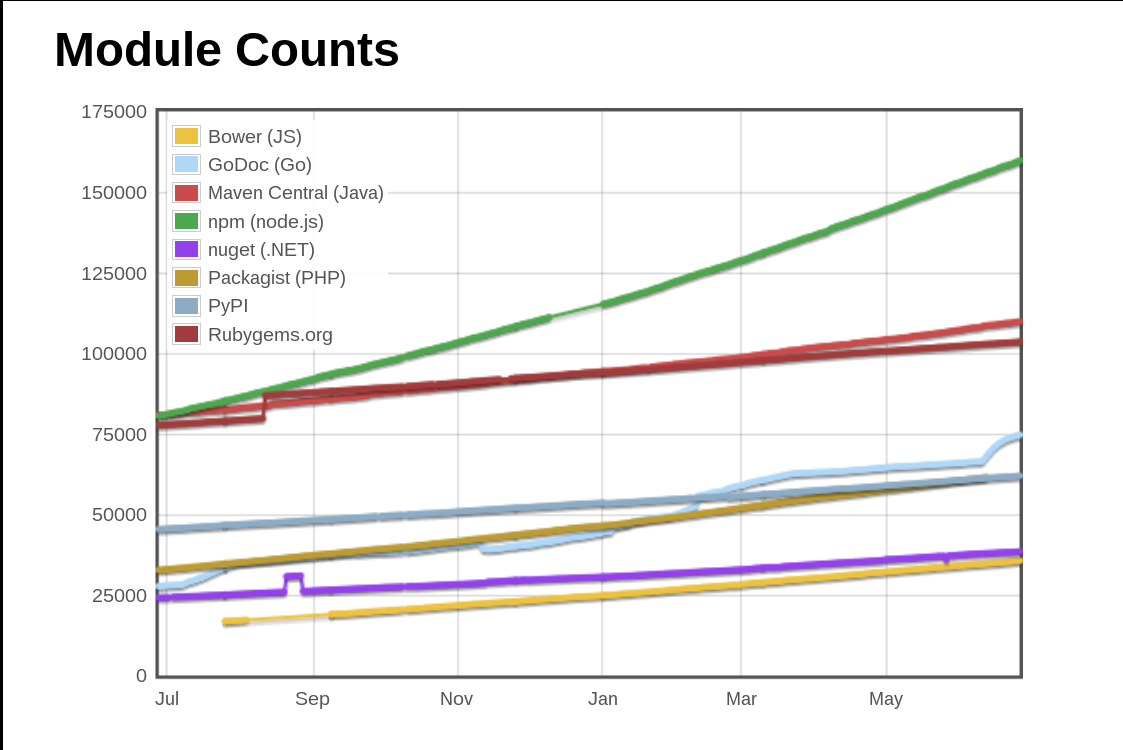 Module Counts
175000
150000
125000
100000
75000
50000
25000
0
Bower (JS)
GoDoc (Go)
Maven Central (Java)
npm (node.js)
nuget (.NET)
Packagist (PHP)
PyPI
Rubygems.org
Jul Sep Nov Jan Mar May